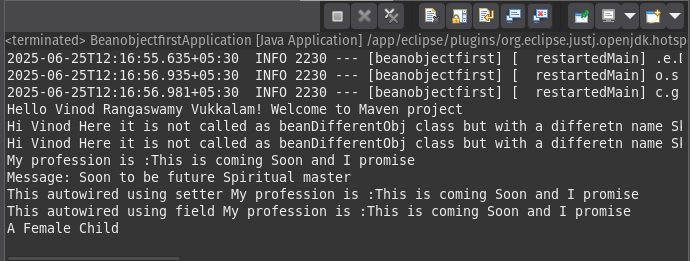 <terminated> BeanobjectfirstApplication [Java Application] /app/eclipse/plugins/org.eclipse.justj.openjdk.hotsp
2025-06-25T12:16:55.635+05:30  INFO 2230 --- [beanobjectfirst] [  restartedMain] .e.D
2025-06-25T12:16:56.935+05:30  INFO 2230 --- [beanobjectfirst] [  restartedMain] o.s
2025-06-25T12:16:56.981+05:30  INFO 2230 --- [beanobjectfirst] [  restartedMain] c.g
Hello Vinod Rangaswamy Vukkalam! Welcome to Maven project
Hi Vinod Here it is not called as beanDifferentObj class but with a differetn name Sh
Hi Vinod Here it is not called as beanDifferentObj class but with a differetn name Sh
My profession is :This is coming Soon and I promise
Message: Soon to be future Spiritual master
This autowired using setter My profession is :This is coming Soon and I promise
This autowired using field My profession is :This is coming Soon and I promise
A Female Child